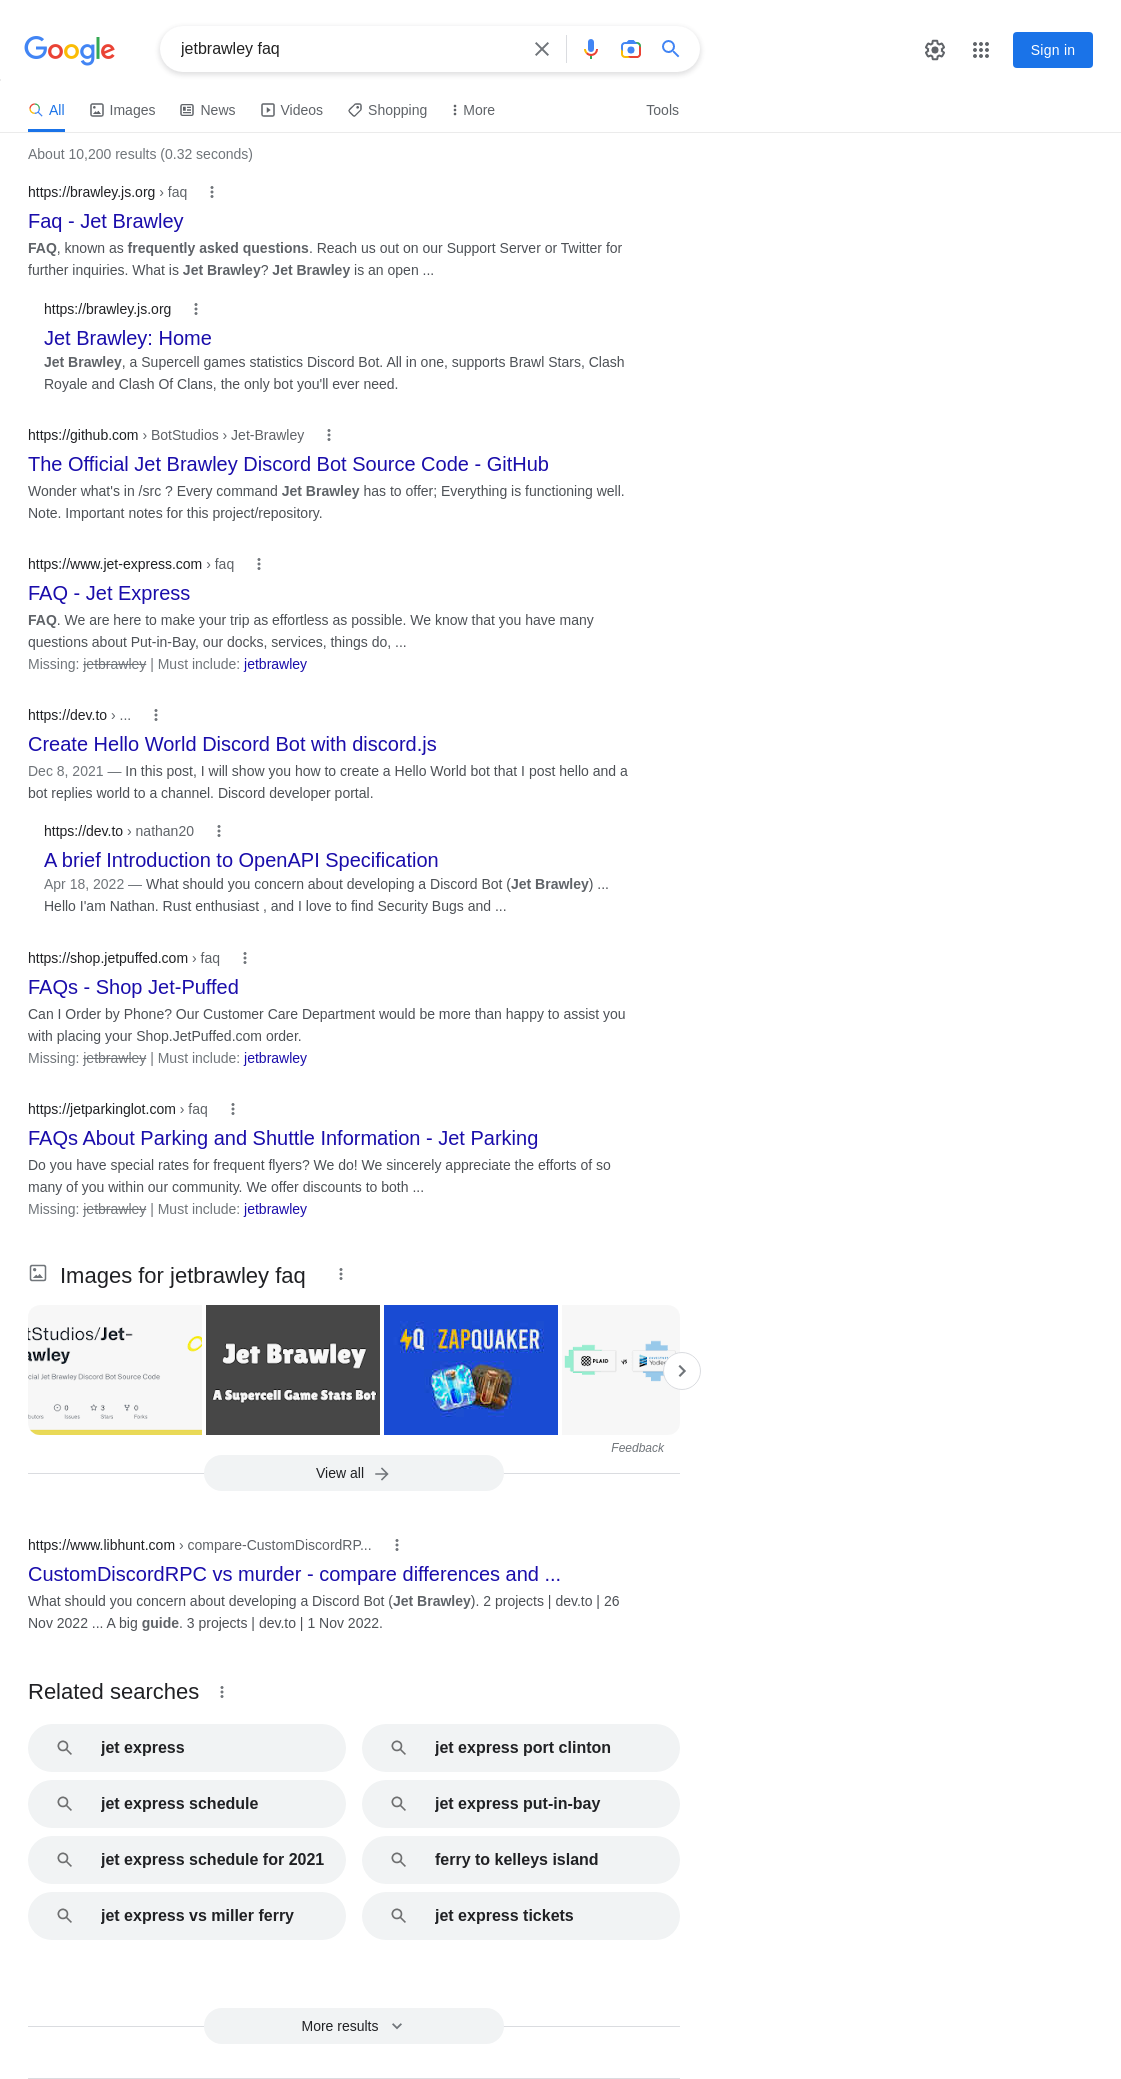 Google
jetbrawley faq
Sign in
All
Images
News
Videos
Shopping
More
Tools
About 10,200 results (0.32 seconds)
https://brawley.js.org › faq
Faq - Jet Brawley
FAQ, known as frequently asked questions. Reach us out on our Support Server or Twitter for
further inquiries. What is Jet Brawley? Jet Brawley is an open ...
https://brawley.js.org
Jet Brawley: Home
Jet Brawley, a Supercell games statistics Discord Bot. All in one, supports Brawl Stars, Clash
Royale and Clash Of Clans, the only bot you'll ever need.
https://github.com › BotStudios › Jet-Brawley
The Official Jet Brawley Discord Bot Source Code - GitHub
Wonder what's in /src ? Every command Jet Brawley has to offer; Everything is functioning well.
Note. Important notes for this project/repository.
https://www.jet-express.com › faq
FAQ - Jet Express
FAQ. We are here to make your trip as effortless as possible. We know that you have many
questions about Put-in-Bay, our docks, services, things do, ...
Missing: jetbrawley | Must include: jetbrawley
https://dev.to › ...
Create Hello World Discord Bot with discord.js
Dec 8, 2021 — In this post, I will show you how to create a Hello World bot that I post hello and a
bot replies world to a channel. Discord developer portal.
https://dev.to › nathan20
A brief Introduction to OpenAPI Specification
Apr 18, 2022 — What should you concern about developing a Discord Bot (Jet Brawley) ...
Hello I'am Nathan. Rust enthusiast , and I love to find Security Bugs and ...
https://shop.jetpuffed.com › faq
FAQs - Shop Jet-Puffed
Can I Order by Phone? Our Customer Care Department would be more than happy to assist you
with placing your Shop.JetPuffed.com order.
Missing: jetbrawley | Must include: jetbrawley
https://jetparkinglot.com › faq
FAQs About Parking and Shuttle Information - Jet Parking
Do you have special rates for frequent flyers? We do! We sincerely appreciate the efforts of so
many of you within our community. We offer discounts to both ...
Missing: jetbrawley | Must include: jetbrawley
Images for jetbrawley faq
tStudios/Jet-
awley
cial Jet Brawley Discord Bot Source Code
0
3
0
Issues
Stars
Forks
Jet Brawley
A Supercell Game Stats Bot
Q ZAPQUAKER
PLAID
VS
Yodlee
Feedback
View all
https://www.libhunt.com › compare-CustomDiscordRP...
CustomDiscordRPC vs murder - compare differences and ...
What should you concern about developing a Discord Bot (Jet Brawley). 2 projects | dev.to | 26
Nov 2022 ... A big guide. 3 projects | dev.to | 1 Nov 2022.
Related searches
jet express
jet express port clinton
jet express schedule
jet express put-in-bay
jet express schedule for 2021
ferry to kelleys island
jet express vs miller ferry
jet express tickets
More results